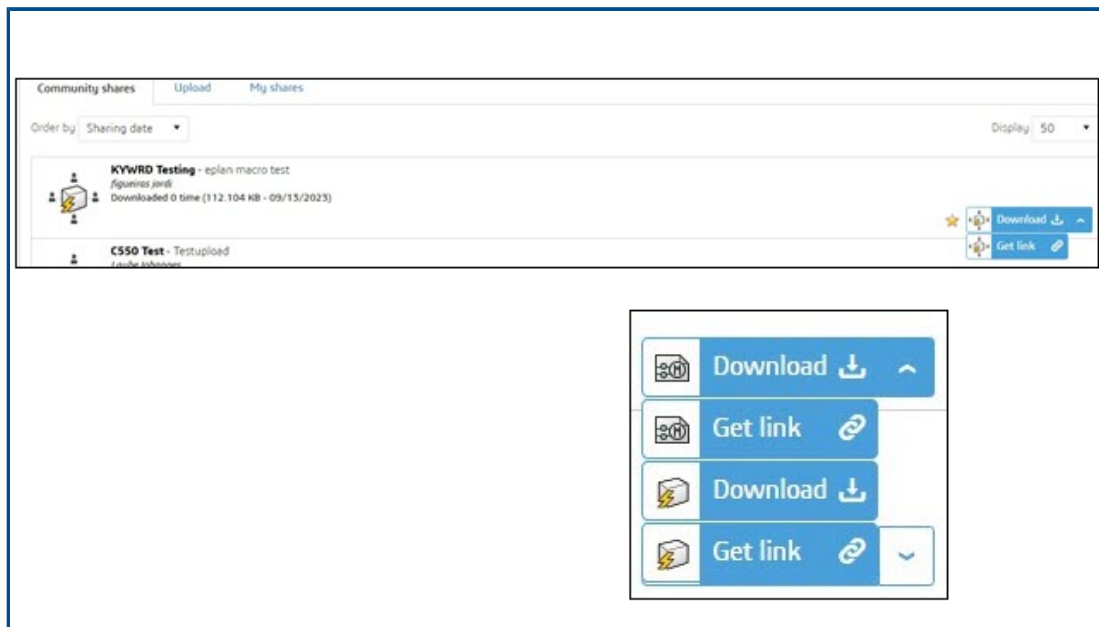 Community shares Upload My shares
Order by Sharing date Display 50
KYWRD Testing - eplan macro test
figueiras jordi
Downloaded 0 time (112.104 KB - 09/13/2023)
Download
C550 Test - Testupload
Get link
Laube Johannes
Download
Get link
Download
Get link